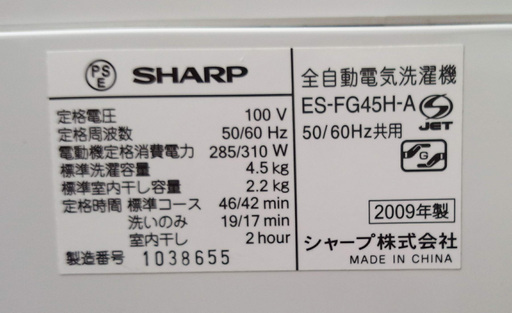 PS
E
SHARP
定格電圧 100 V
定格周波数 50/60 Hz
電動機定格消費電力 285/310 W
標準洗濯容量 4.5 kg
標準室内干し容量 2.2 kg
定格時間 標準コース 46/42 min
洗いのみ 19/17 min
室内干し 2 hour
製造番号 1038655
全自動電気洗濯機
ES-FG45H-A
S
JET
50/60Hz共用
G
2009年製
シャープ株式会社
MADE IN CHINA